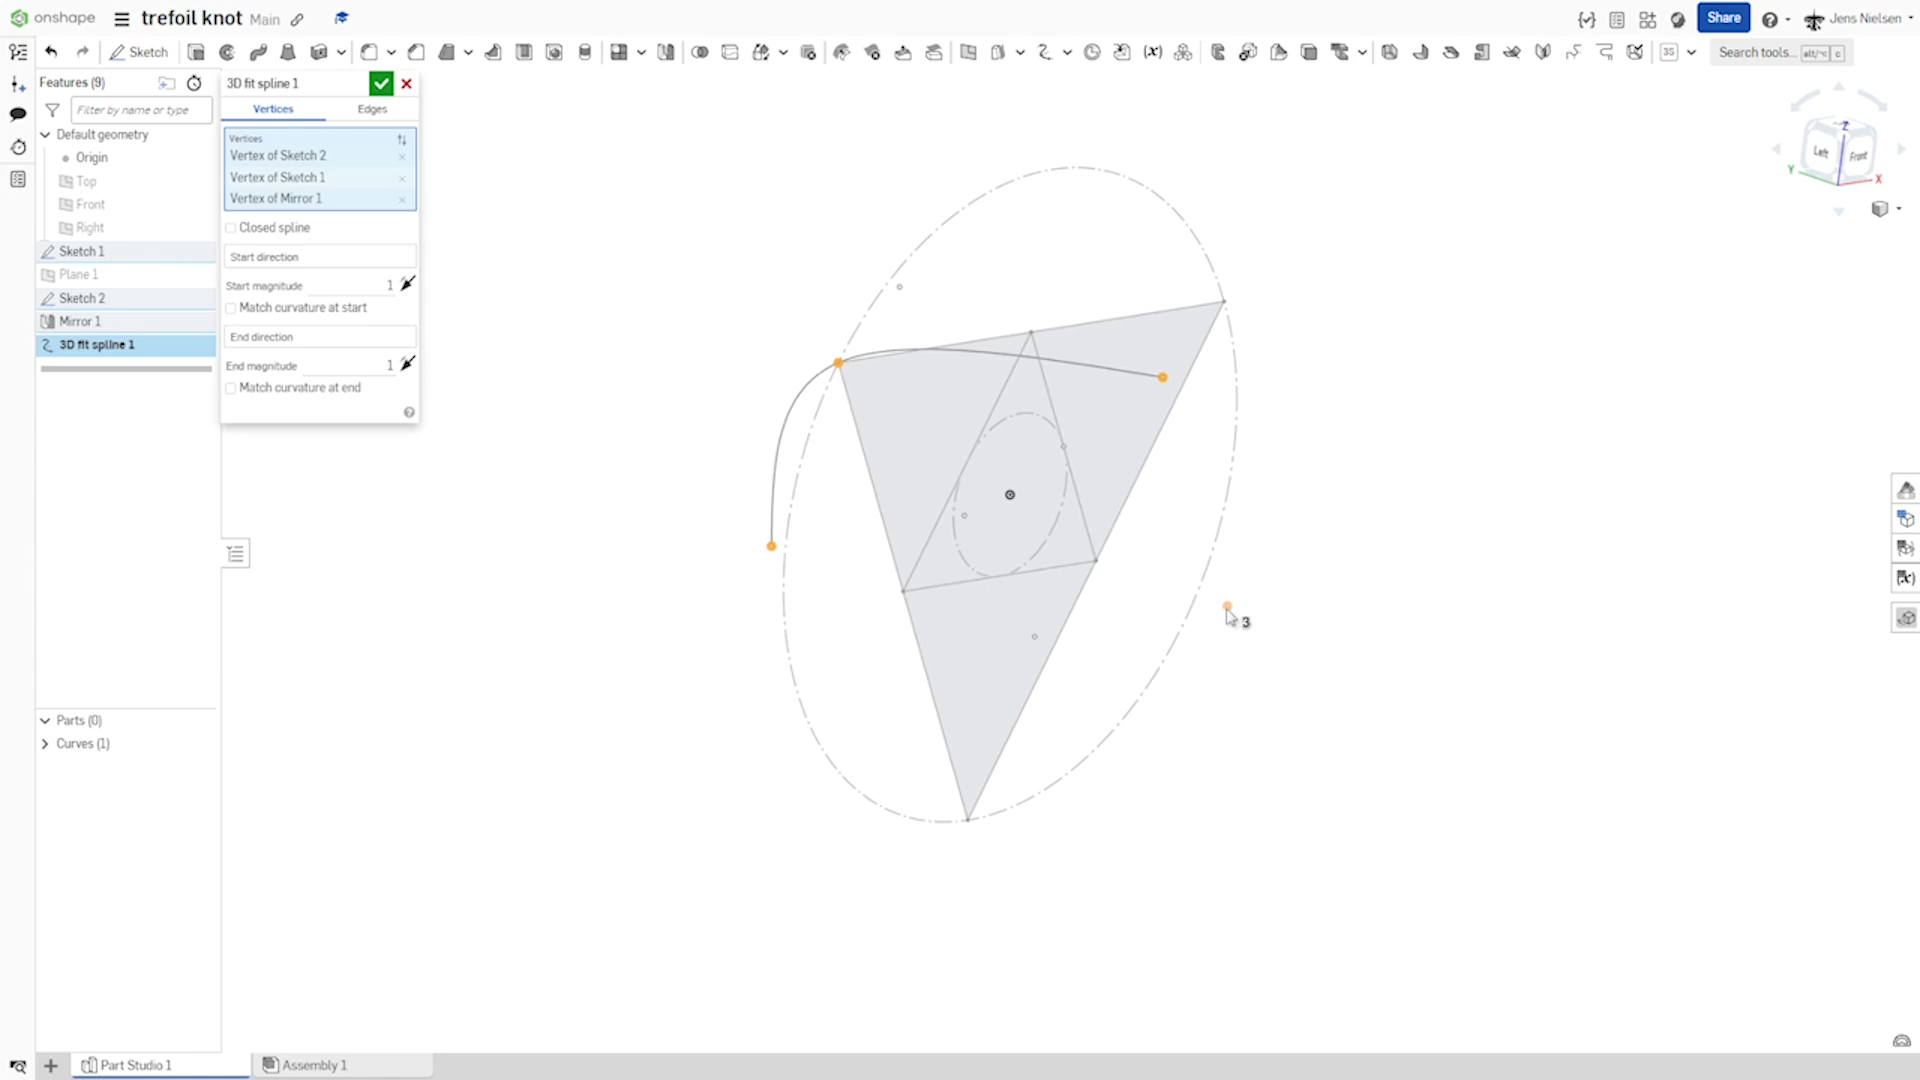 onshape trefoil knot Main Share Jens Nielsen
Sketch (x) 3S Search tools... alt/⌥ c
Features (9)
Filter by name or type
Default geometry
Origin
Top
Front
Right
Sketch 1
Plane 1
Sketch 2
Mirror 1
3D fit spline 1
Parts (0)
Curves (1)
3D fit spline 1
Vertices Edges
Vertices
Vertex of Sketch 2
Vertex of Sketch 1
Vertex of Mirror 1
Closed spline
Start direction
Start magnitude 1
Match curvature at start
End direction
End magnitude 1
Match curvature at end
3
Z
Left Front
Y X
(x)
Part Studio 1 Assembly 1